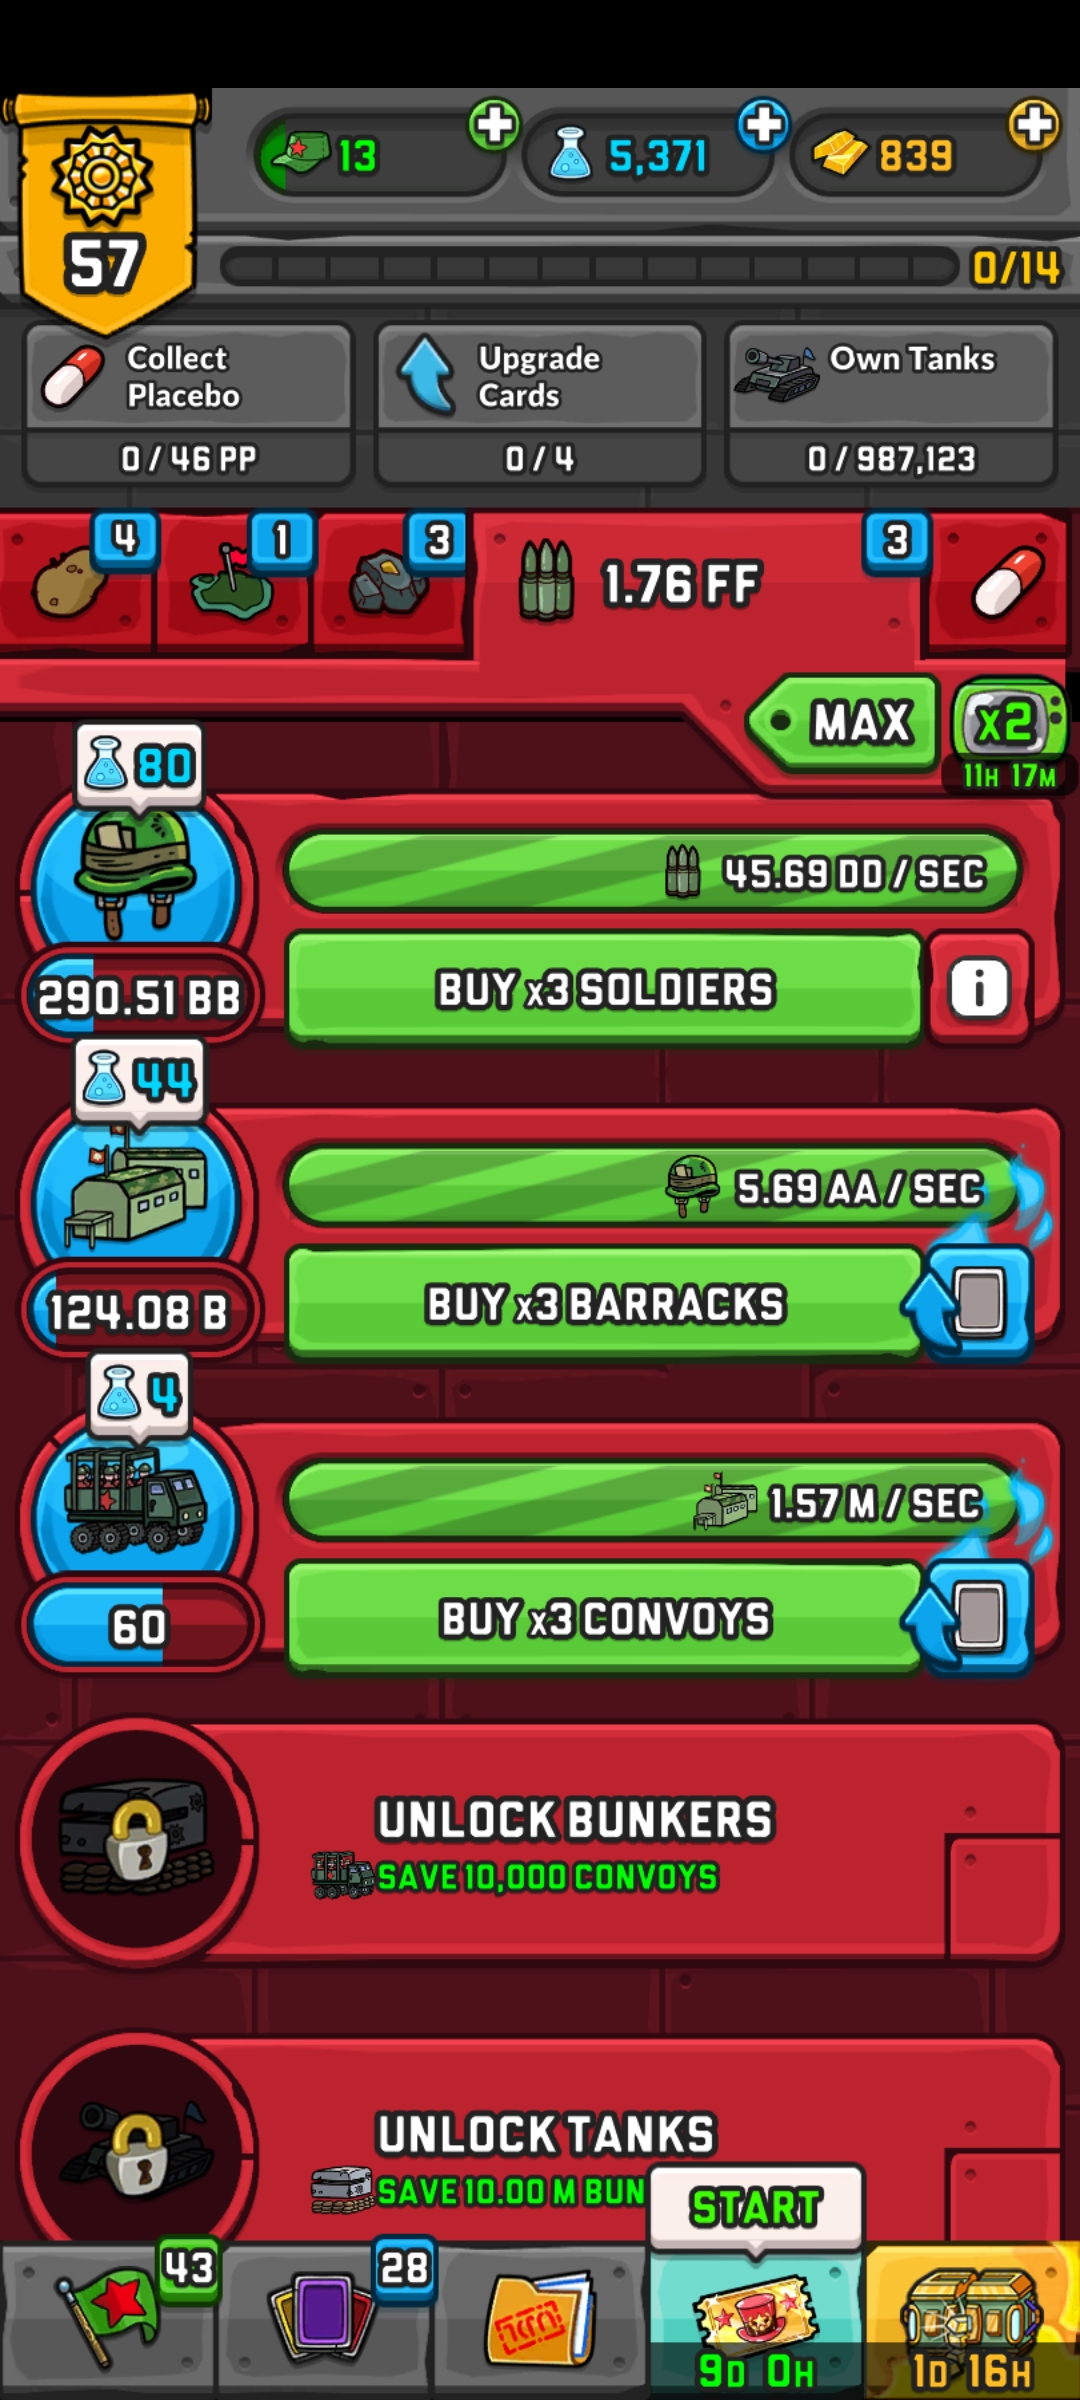 13
5,371
839
57
0/14
Collect
Placebo
0 / 46 PP
Upgrade
Cards
0 / 4
Own Tanks
0 / 987,123
4
1
3
1.76 FF
3
MAX
x2
11H 17M
80
45.69 DD / SEC
290.51 BB
BUY x3 SOLDIERS
i
44
5.69 AA / SEC
124.08 B
BUY x3 BARRACKS
4
1.57 M / SEC
60
BUY x3 CONVOYS
UNLOCK BUNKERS
SAVE 10,000 CONVOYS
UNLOCK TANKS
SAVE 10.00 M BUN
START
43
28
9D 0H
1D 16H